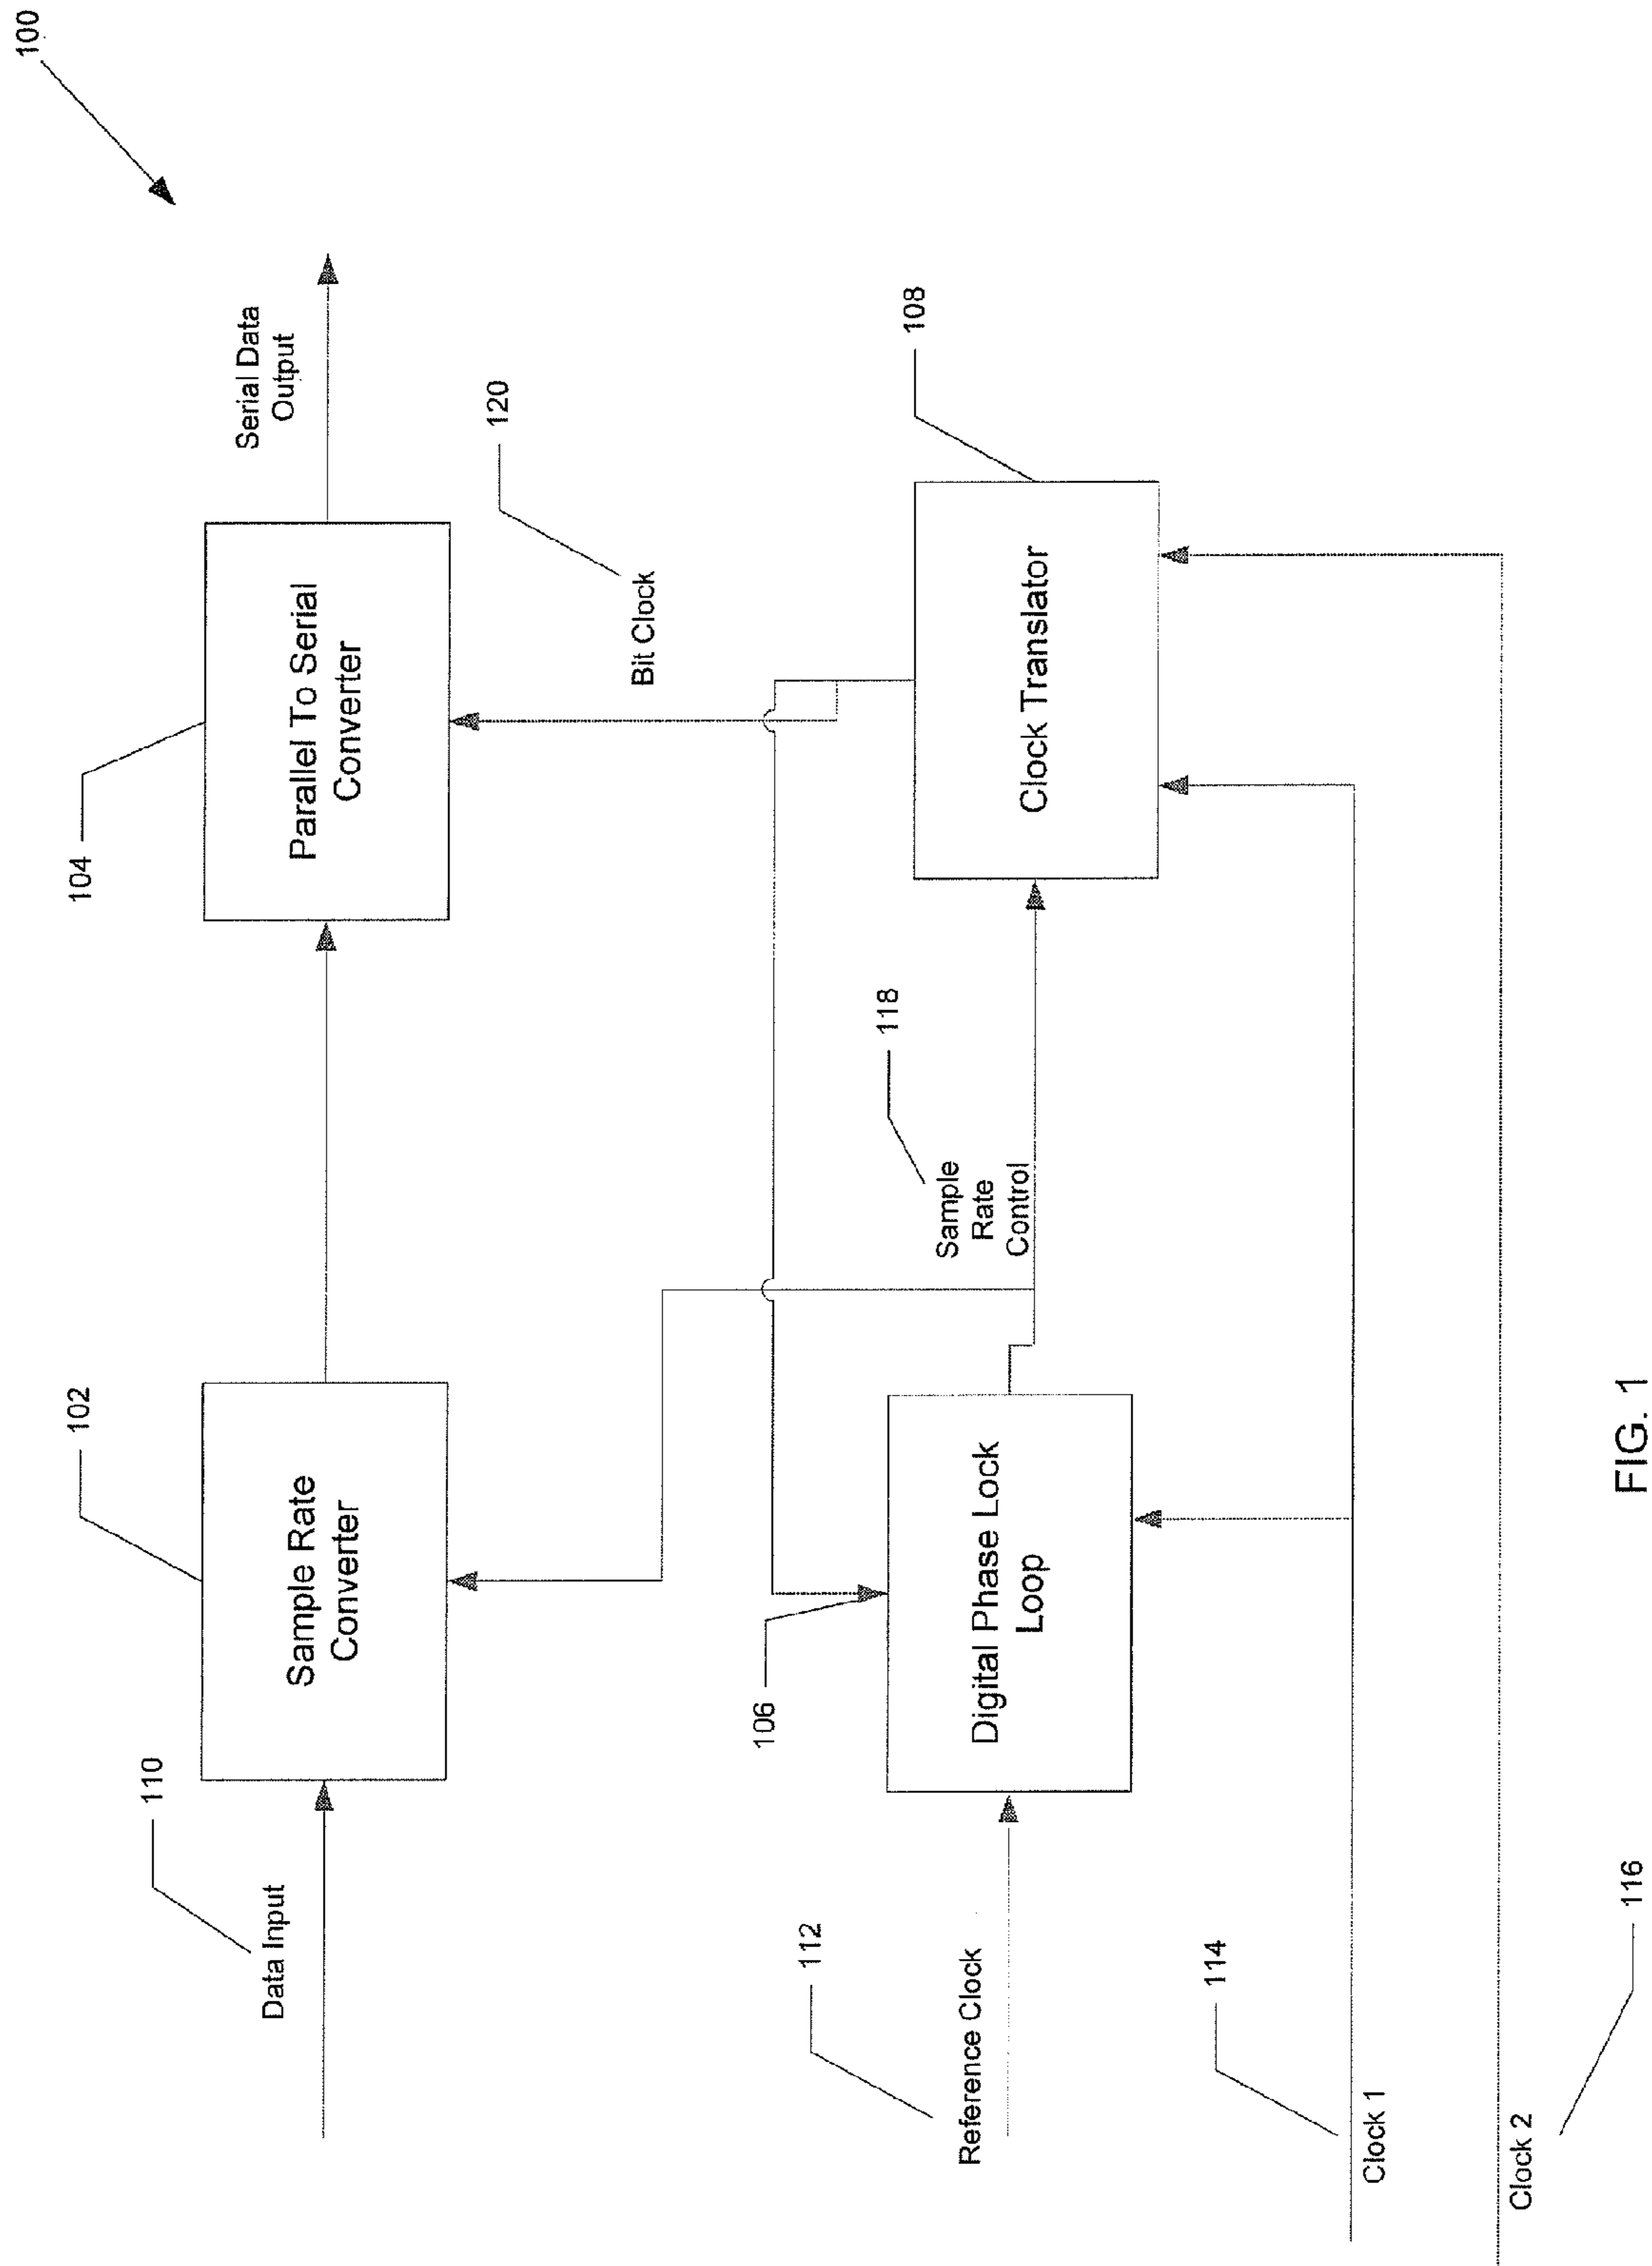 100
104
Parallel To Serial
Converter
Serial Data
Output
102
Sample Rate
Converter
110
Data Input
120
Bit Clock
108
Clock Translator
118
Sample
Rate
Control
106
Digital Phase Lock
Loop
112
Reference Clock
114
Clock 1
116
Clock 2
FIG. 1